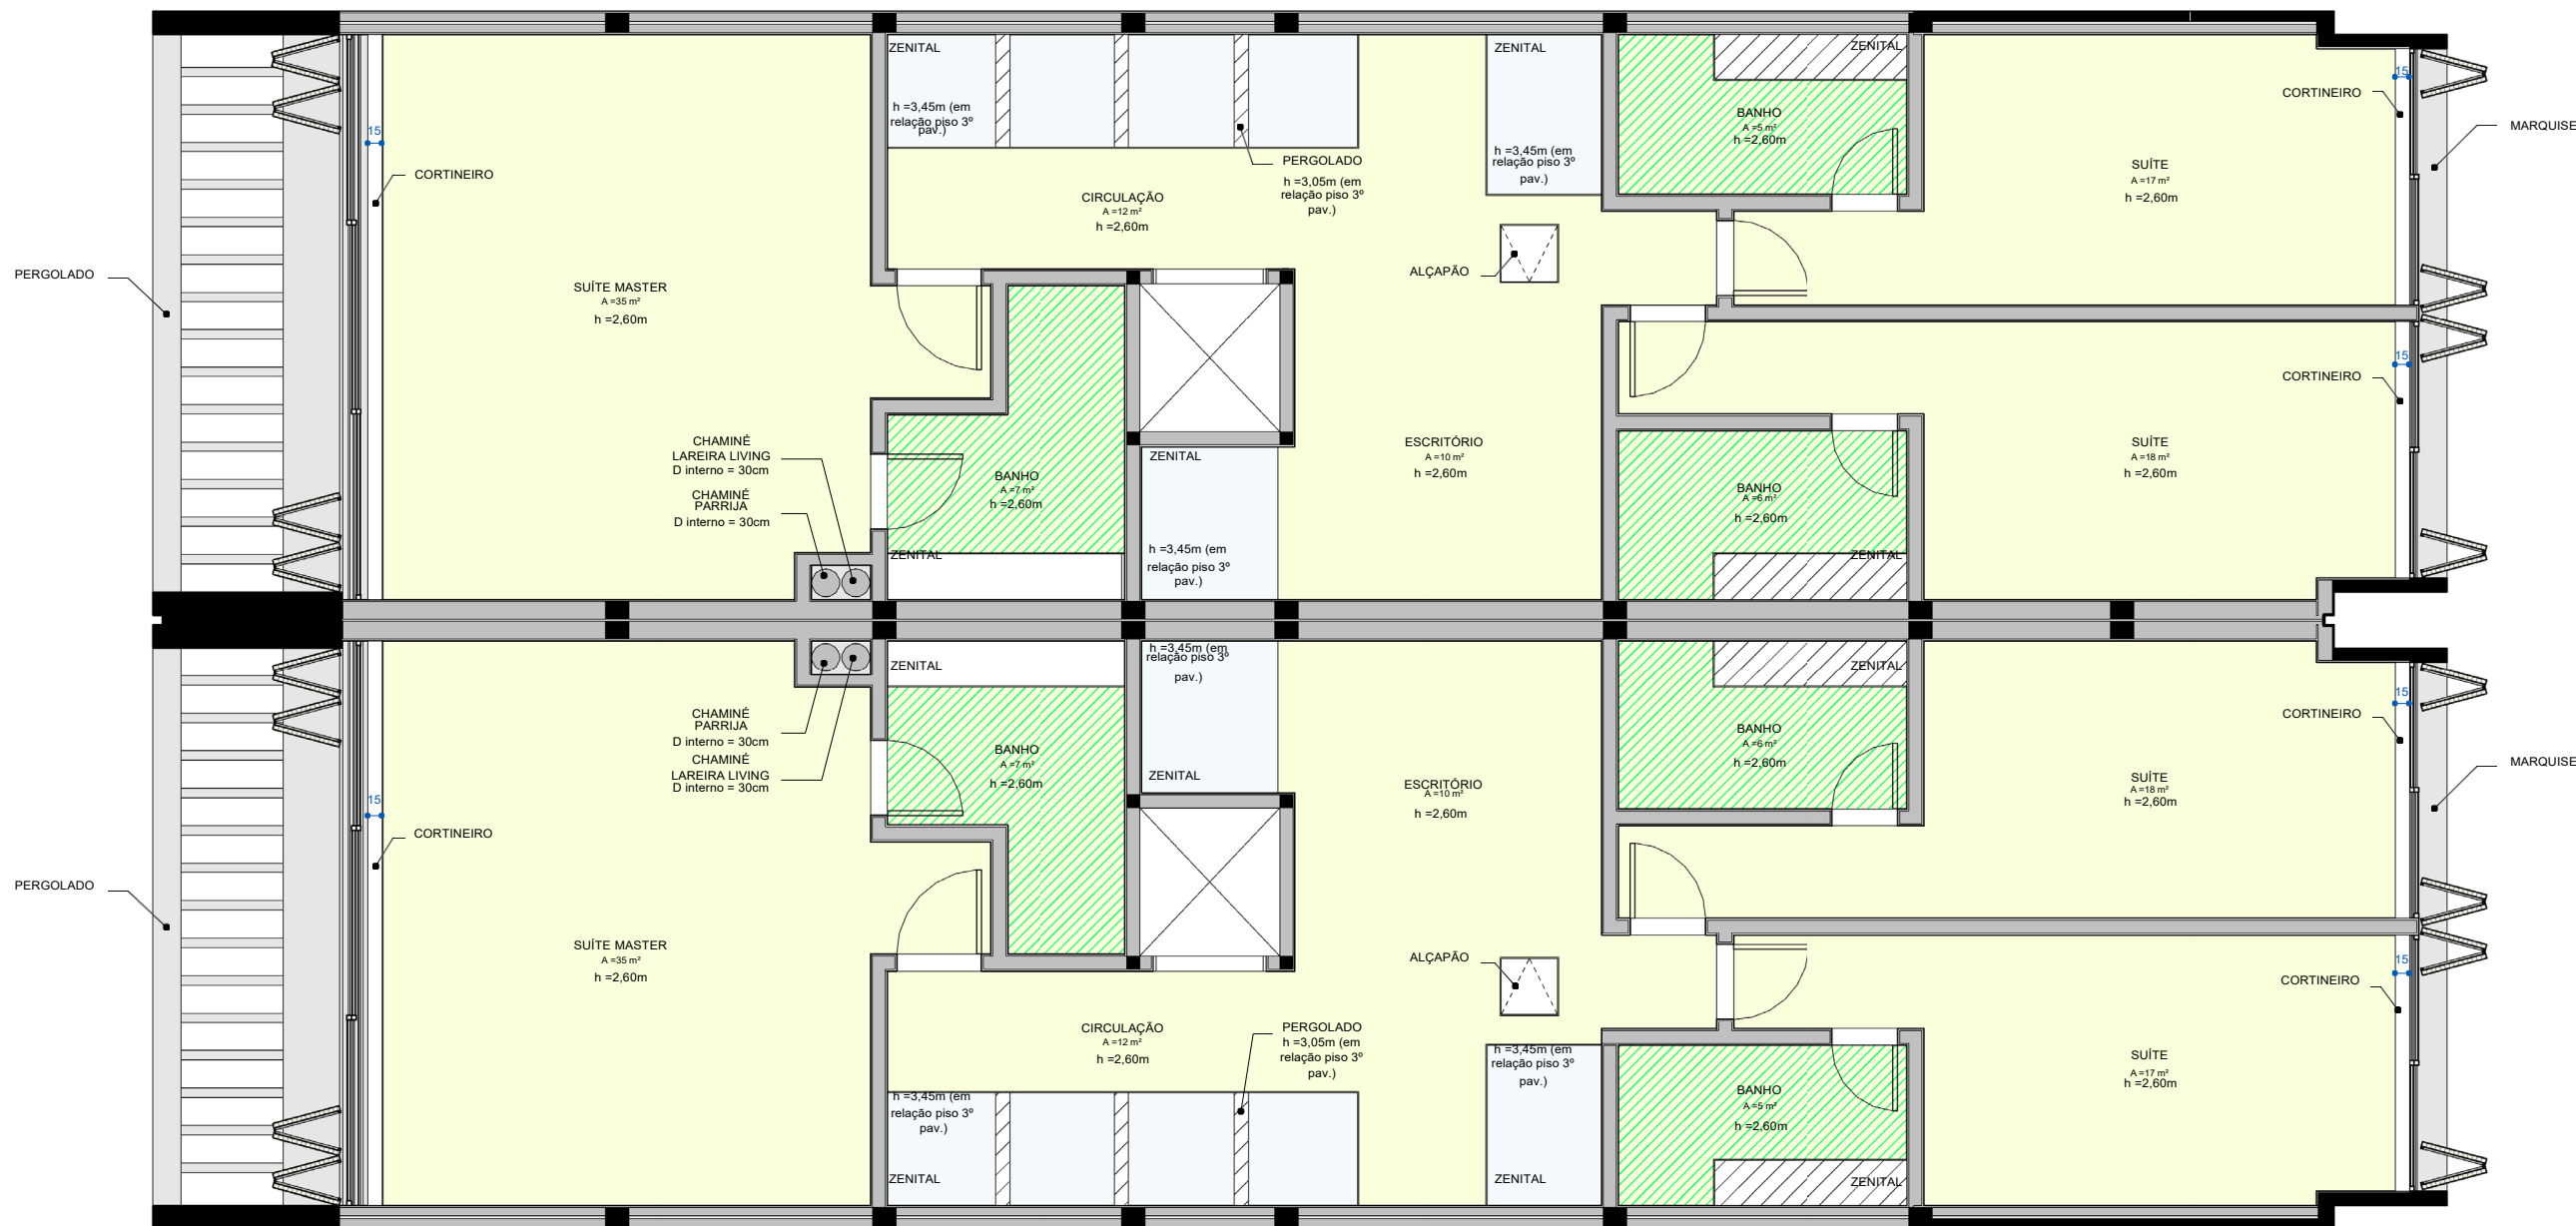 ZENITAL
ZENITAL
ZENITAL
h =3,45m (em
relação piso 3º
pav.)
15
15
CORTINEIRO
BANHO
A =5 m²
h =2,60m
MARQUISE
PERGOLADO
h =3,05m (em
relação piso 3º
pav.)
h =3,45m (em
relação piso 3º
pav.)
SUÍTE
A =17 m²
h =2,60m
CORTINEIRO
CIRCULAÇÃO
A =12 m²
h =2,60m
PERGOLADO
ALÇAPÃO
SUÍTE MASTER
A =35 m²
h =2,60m
15
CORTINEIRO
CHAMINÉ
LAREIRA LIVING
D interno = 30cm
CHAMINÉ
PARRIJA
D interno = 30cm
BANHO
A =7 m²
h =2,60m
ZENITAL
ESCRITÓRIO
A =10 m²
h =2,60m
BANHO
A =6 m²
h =2,60m
SUÍTE
A =18 m²
h =2,60m
ZENITAL
h =3,45m (em
relação piso 3º
pav.)
ZENITAL
ZENITAL
h =3,45m (em
relação piso 3º
pav.)
ZENITAL
15
CORTINEIRO
CHAMINÉ
PARRIJA
D interno = 30cm
CHAMINÉ
LAREIRA LIVING
D interno = 30cm
BANHO
A =7 m²
h =2,60m
ZENITAL
ESCRITÓRIO
A =10 m²
h =2,60m
BANHO
A =6 m²
h =2,60m
SUÍTE
A =18 m²
h =2,60m
MARQUISE
15
CORTINEIRO
PERGOLADO
SUÍTE MASTER
A =35 m²
h =2,60m
ALÇAPÃO
15
CORTINEIRO
CIRCULAÇÃO
A =12 m²
h =2,60m
PERGOLADO
h =3,05m (em
relação piso 3º
pav.)
h =3,45m (em
relação piso 3º
pav.)
SUÍTE
A =17 m²
h =2,60m
h =3,45m (em
relação piso 3º
pav.)
BANHO
A =5 m²
h =2,60m
ZENITAL
ZENITAL
ZENITAL